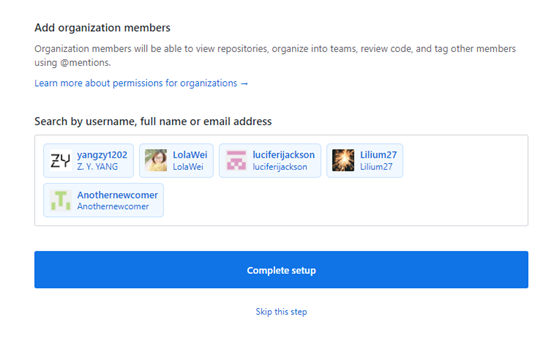 Add organization members
Organization members will be able to view repositories, organize into teams, review code, and tag other members
using @mentions.
Learn more about permissions for organizations →
Search by username, full name or email address
ZY yangzy1202 LolaWei luciferijackson Lilium27
Z. Y. YANG LolaWei luciferijackson Lilium27
Anothernewcomer
Anothernewcomer
Complete setup
Skip this step